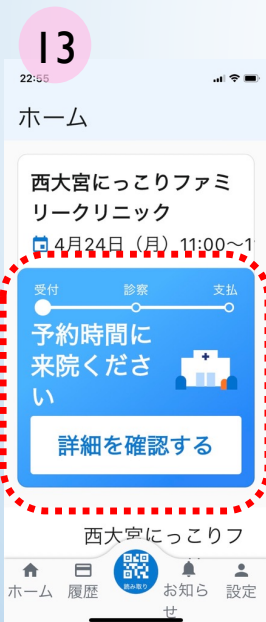 13
22:55
ホーム
西大宮にっこりファミ
リークリニック
4月24日（月）11:00～1
受付 診察 支払
予約時間に
来院くださ
い
詳細を確認する
西大宮にっこりフ
読み取り
ホーム 履歴 お知ら 設定
せ